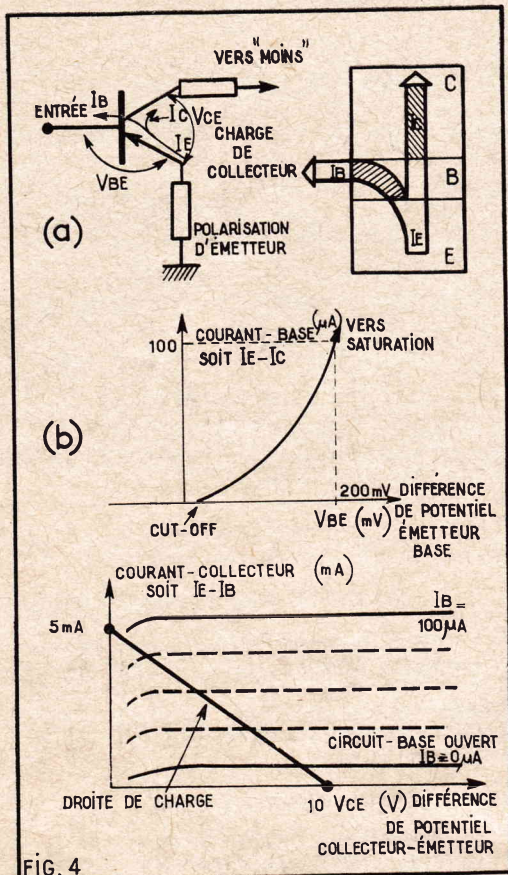 VERS "MOINS"
ENTRÉE IB
IC VCE
IE
VBE
CHARGE
DE
COLLECTEUR
POLARISATION
D'ÉMETTEUR
(a)
C
IB
B
IE
E
(b)
100
COURANT-BASE (µA)
SOIT IE-IC
VERS
SATURATION
CUT-OFF
200mV
VBE (mV)
DIFFÉRENCE
DE POTENTIEL
ÉMETTEUR
BASE
COURANT-COLLECTEUR (mA)
SOIT IE-IB
5mA
IB=
100µA
CIRCUIT-BASE OUVERT
IB≅0µA
DROITE DE CHARGE
10 VCE (V) DIFFÉRENCE
DE POTENTIEL
COLLECTEUR-ÉMETTEUR
FIG. 4